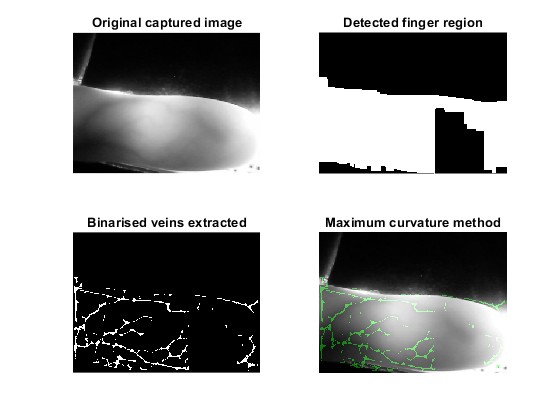 Original captured image
Detected finger region
Binarised veins extracted
Maximum curvature method